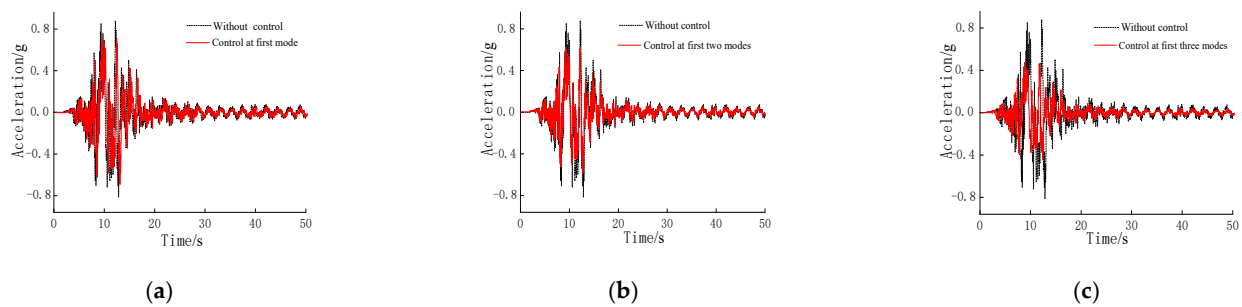 Without control
Control at first mode
Acceleration/g
0.8
0.4
0.0
-0.4
-0.8
0 10 20 30 40 50
Time/s
(a)
Without control
Control at first two modes
Acceleration/g
0.8
0.4
0.0
-0.4
-0.8
0 10 20 30 40 50
Time/s
(b)
Without control
Control at first three modes
Acceleration/g
0.8
0.4
0.0
-0.4
-0.8
0 10 20 30 40 50
Time/s
(c)